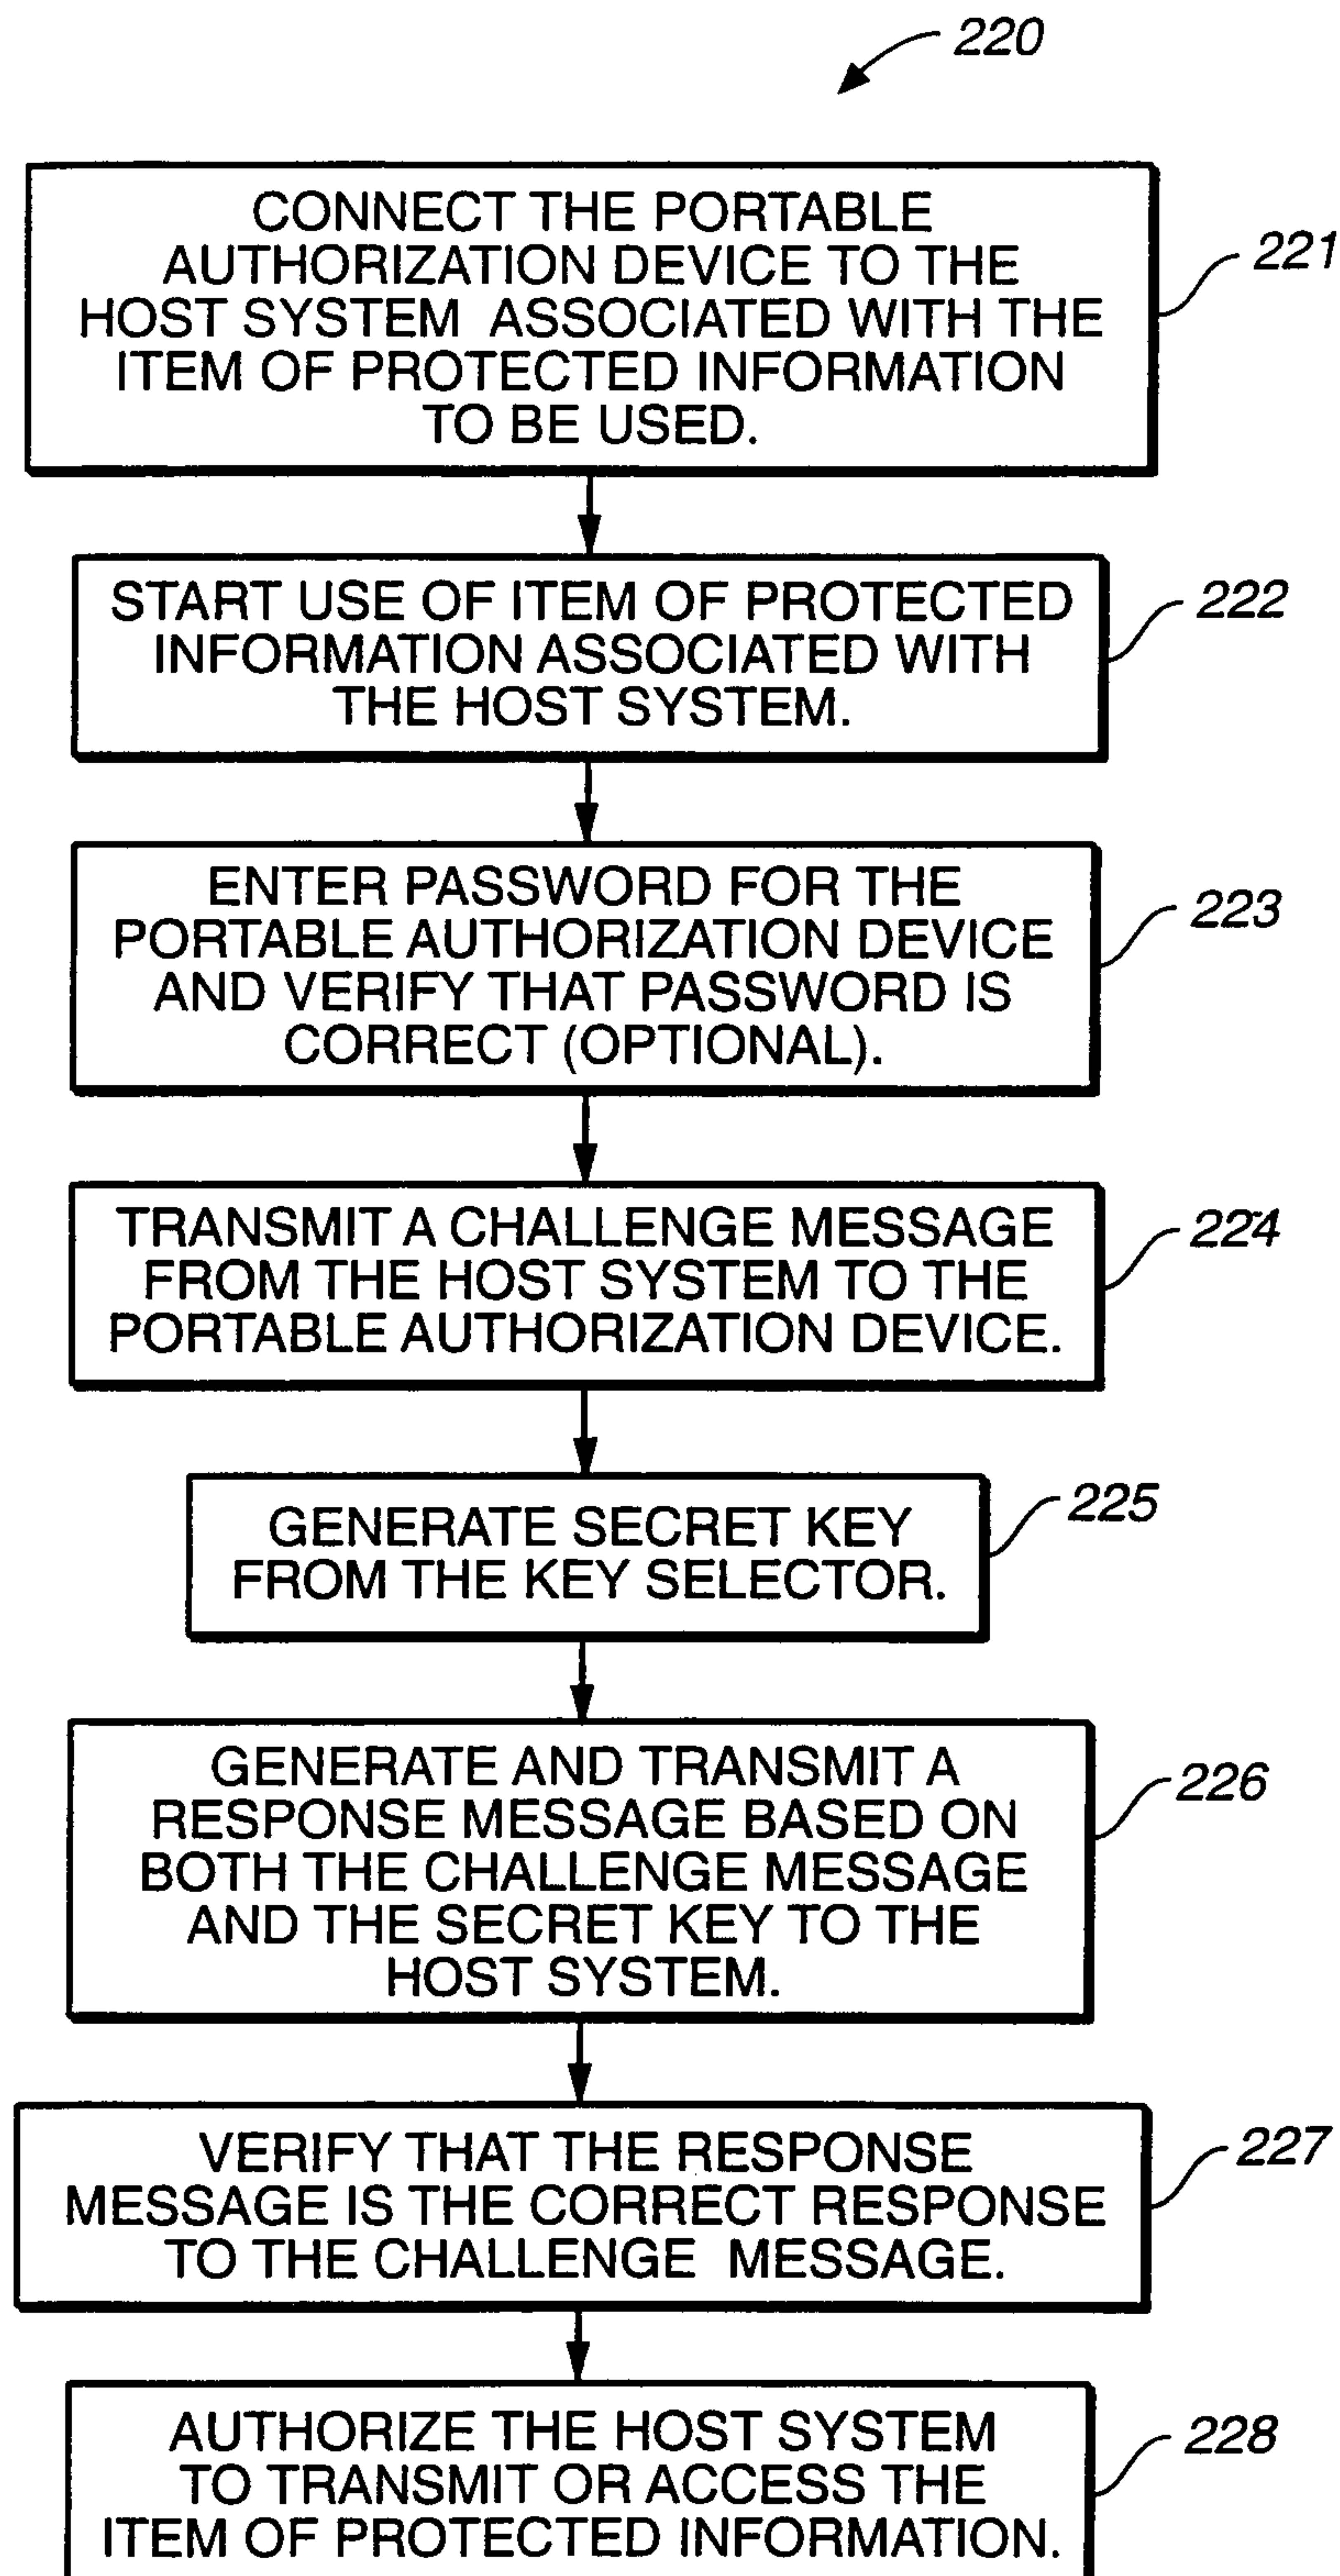 220
CONNECT THE PORTABLE
AUTHORIZATION DEVICE TO THE
HOST SYSTEM ASSOCIATED WITH THE
ITEM OF PROTECTED INFORMATION
TO BE USED.
221
START USE OF ITEM OF PROTECTED
INFORMATION ASSOCIATED WITH
THE HOST SYSTEM.
222
ENTER PASSWORD FOR THE
PORTABLE AUTHORIZATION DEVICE
AND VERIFY THAT PASSWORD IS
CORRECT (OPTIONAL).
223
TRANSMIT A CHALLENGE MESSAGE
FROM THE HOST SYSTEM TO THE
PORTABLE AUTHORIZATION DEVICE.
224
GENERATE SECRET KEY
FROM THE KEY SELECTOR.
225
GENERATE AND TRANSMIT A
RESPONSE MESSAGE BASED ON
BOTH THE CHALLENGE MESSAGE
AND THE SECRET KEY TO THE
HOST SYSTEM.
226
VERIFY THAT THE RESPONSE
MESSAGE IS THE CORRECT RESPONSE
TO THE CHALLENGE MESSAGE.
227
AUTHORIZE THE HOST SYSTEM
TO TRANSMIT OR ACCESS THE
ITEM OF PROTECTED INFORMATION.
228